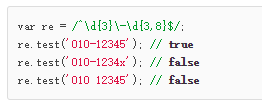 var re = /^\d{3}\-\d{3,8}$/;
re.test('010-12345'); // true
re.test('010-1234x'); // false
re.test('010 12345'); // false